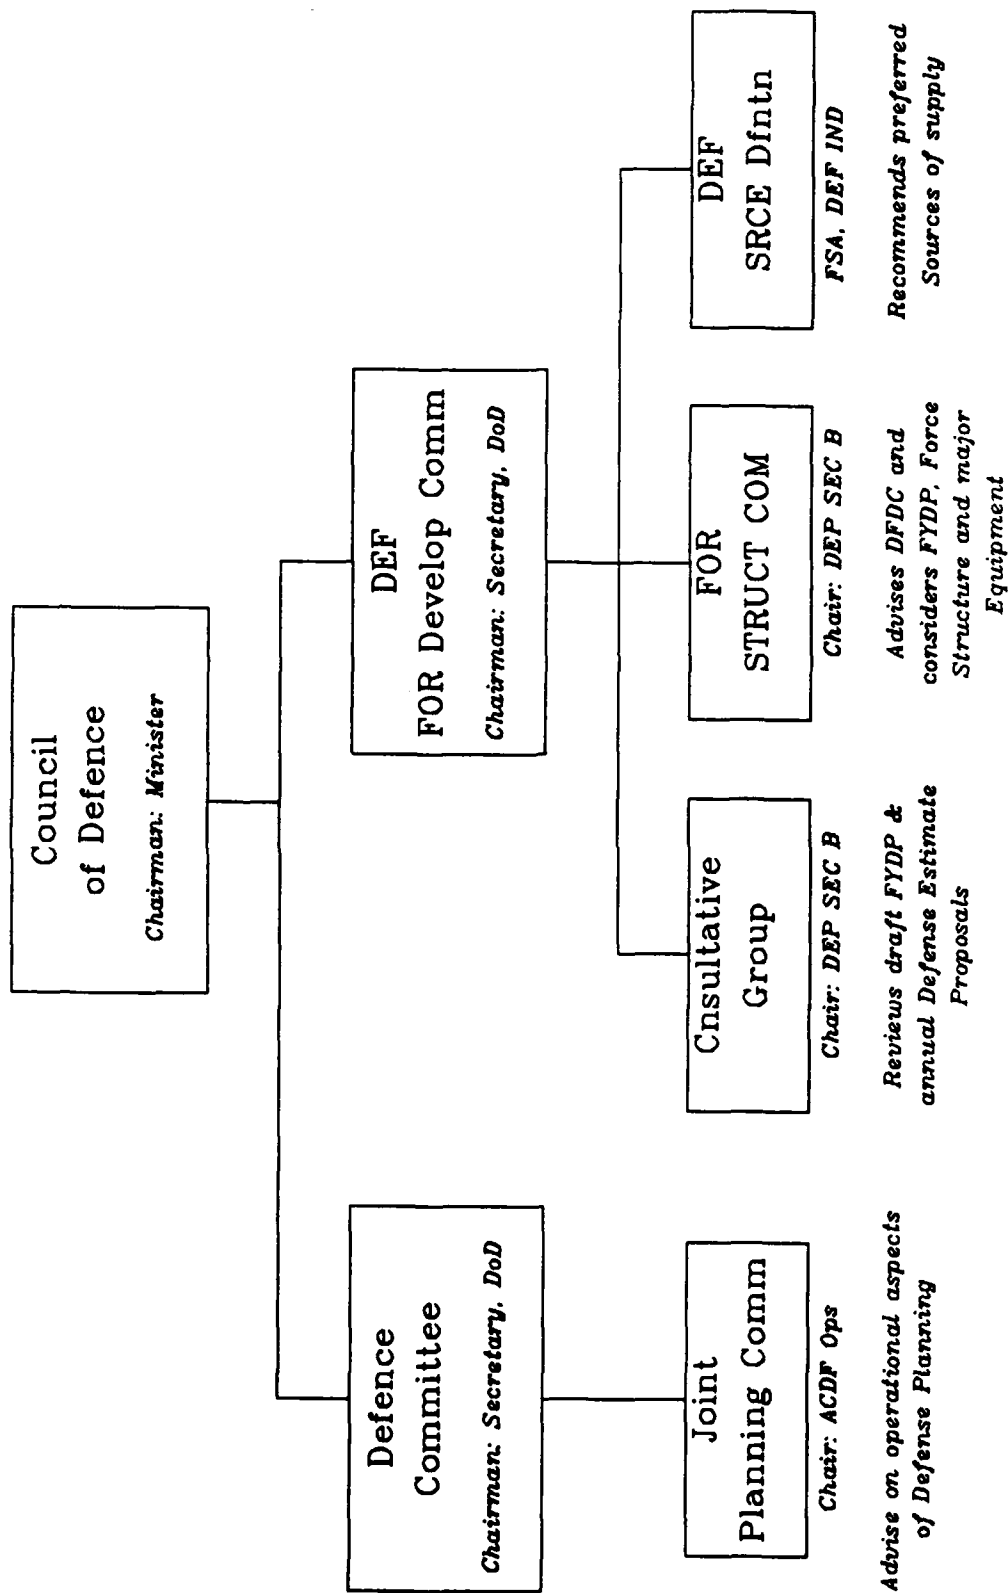 Council
of Defence
Chairman: Minister
Defence
Committee
Chairman: Secretary, DoD
DEF
FOR Develop Comm
Chairman: Secretary, DoD
Joint
Planning Comm
Chair: ACDF Ops
Advise on operational aspects
of Defense Planning
Cnsultative
Group
Chair: DEP SEC B
Reviews draft FYDP &
annual Defense Estimate
Proposals
FOR
STRUCT COM
Chair: DEP SEC B
Advises DFDC and
considers FYDP, Force
Structure and major
Equipment
DEF
SRCE Dfntn
FSA, DEF IND
Recommends preferred
Sources of supply